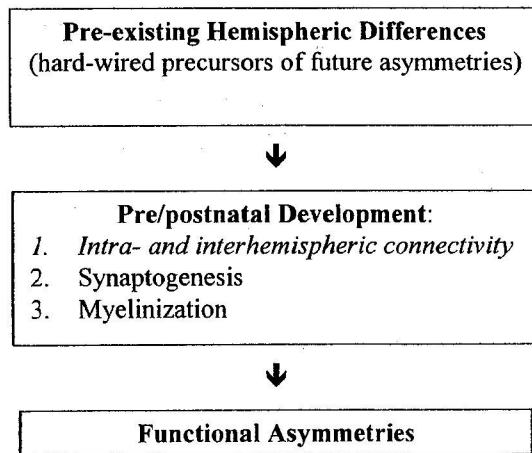 Pre-existing Hemispheric Differences
(hard-wired precursors of future asymmetries)
Pre/postnatal Development:
1. Intra- and interhemispheric connectivity
2. Synaptogenesis
3. Myelinization
Functional Asymmetries